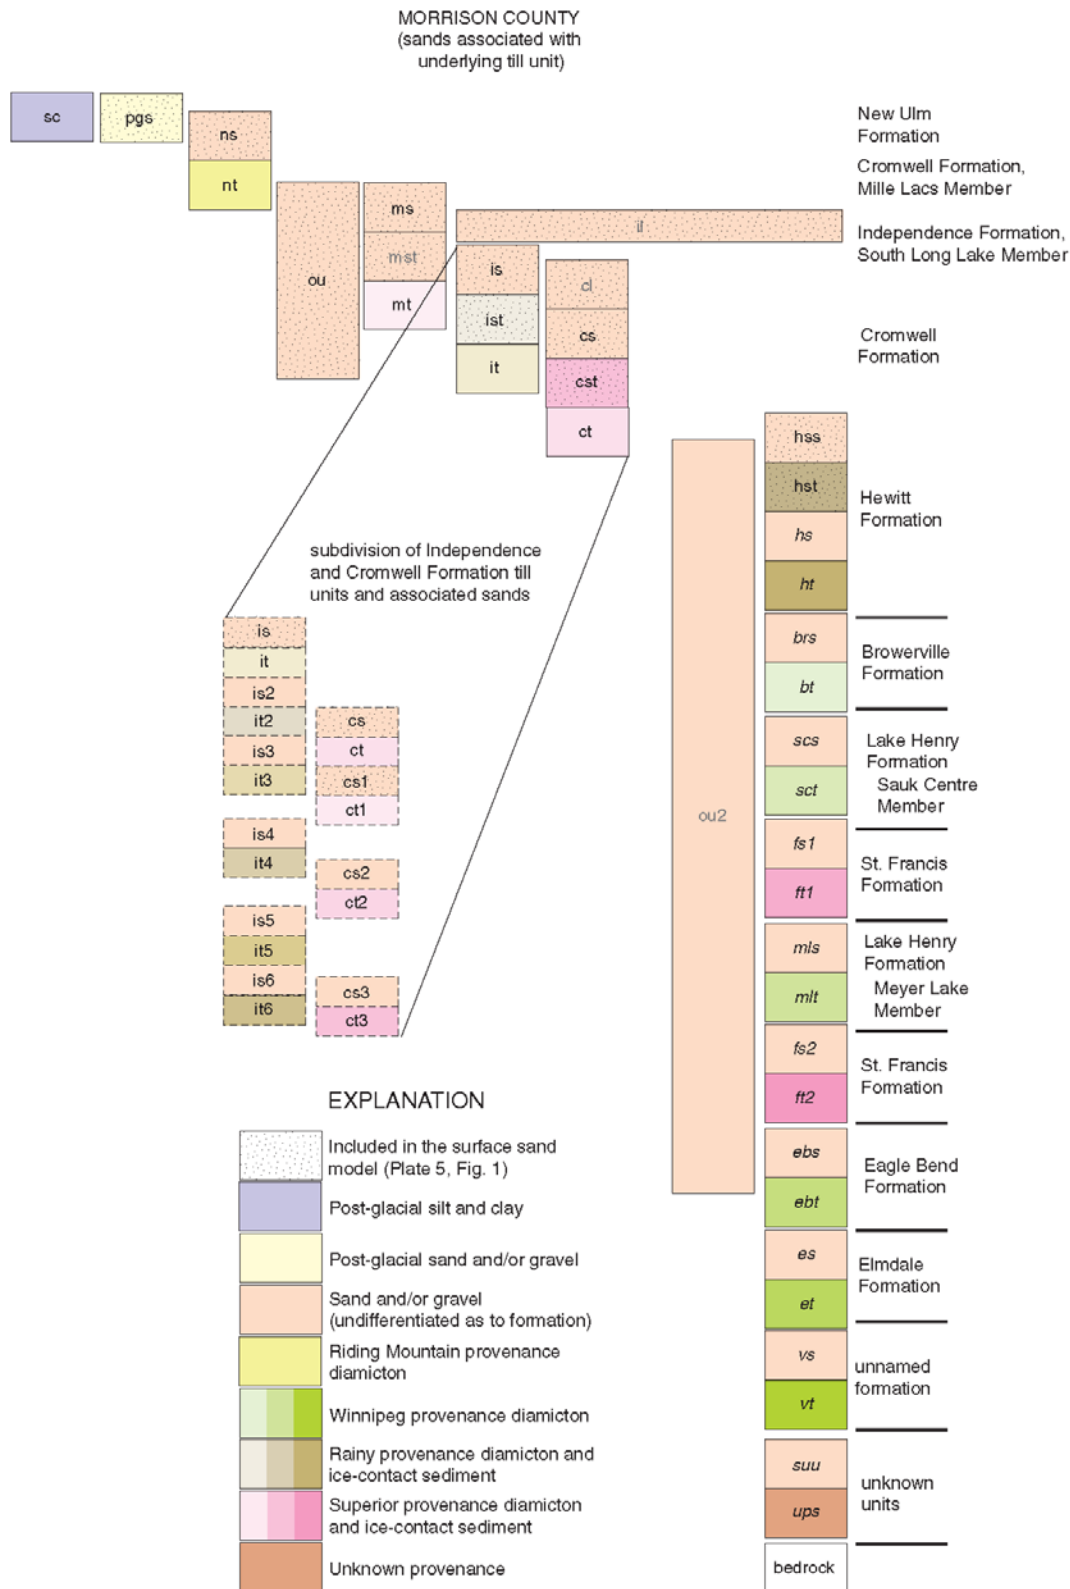 MORRISON COUNTY
(sands associated with
underlying till unit)
sc
pgs
ns
nt
New Ulm
Formation
Cromwell Formation,
Mille Lacs Member
Independence Formation,
South Long Lake Member
ou
ms
mst
mt
il
is
ist
it
cl
cs
cst
ct
Cromwell
Formation
ou2
hss
hst
hs
ht
Hewitt
Formation
brs
bt
Browerville
Formation
scs
sct
Lake Henry
Formation
Sauk Centre
Member
fs1
ft1
St. Francis
Formation
mls
mlt
Lake Henry
Formation
Meyer Lake
Member
fs2
ft2
St. Francis
Formation
ebs
ebt
Eagle Bend
Formation
es
et
Elmdale
Formation
vs
vt
unnamed
formation
suu
ups
unknown
units
bedrock
subdivision of Independence
and Cromwell Formation till
units and associated sands
is
it
is2
it2
is3
it3
is4
it4
is5
it5
is6
it6
cs
ct
cs1
ct1
cs2
ct2
cs3
ct3
EXPLANATION
Included in the surface sand
model (Plate 5, Fig. 1)
Post-glacial silt and clay
Post-glacial sand and/or gravel
Sand and/or gravel
(undifferentiated as to formation)
Riding Mountain provenance
diamicton
Winnipeg provenance diamicton
Rainy provenance diamicton and
ice-contact sediment
Superior provenance diamicton
and ice-contact sediment
Unknown provenance